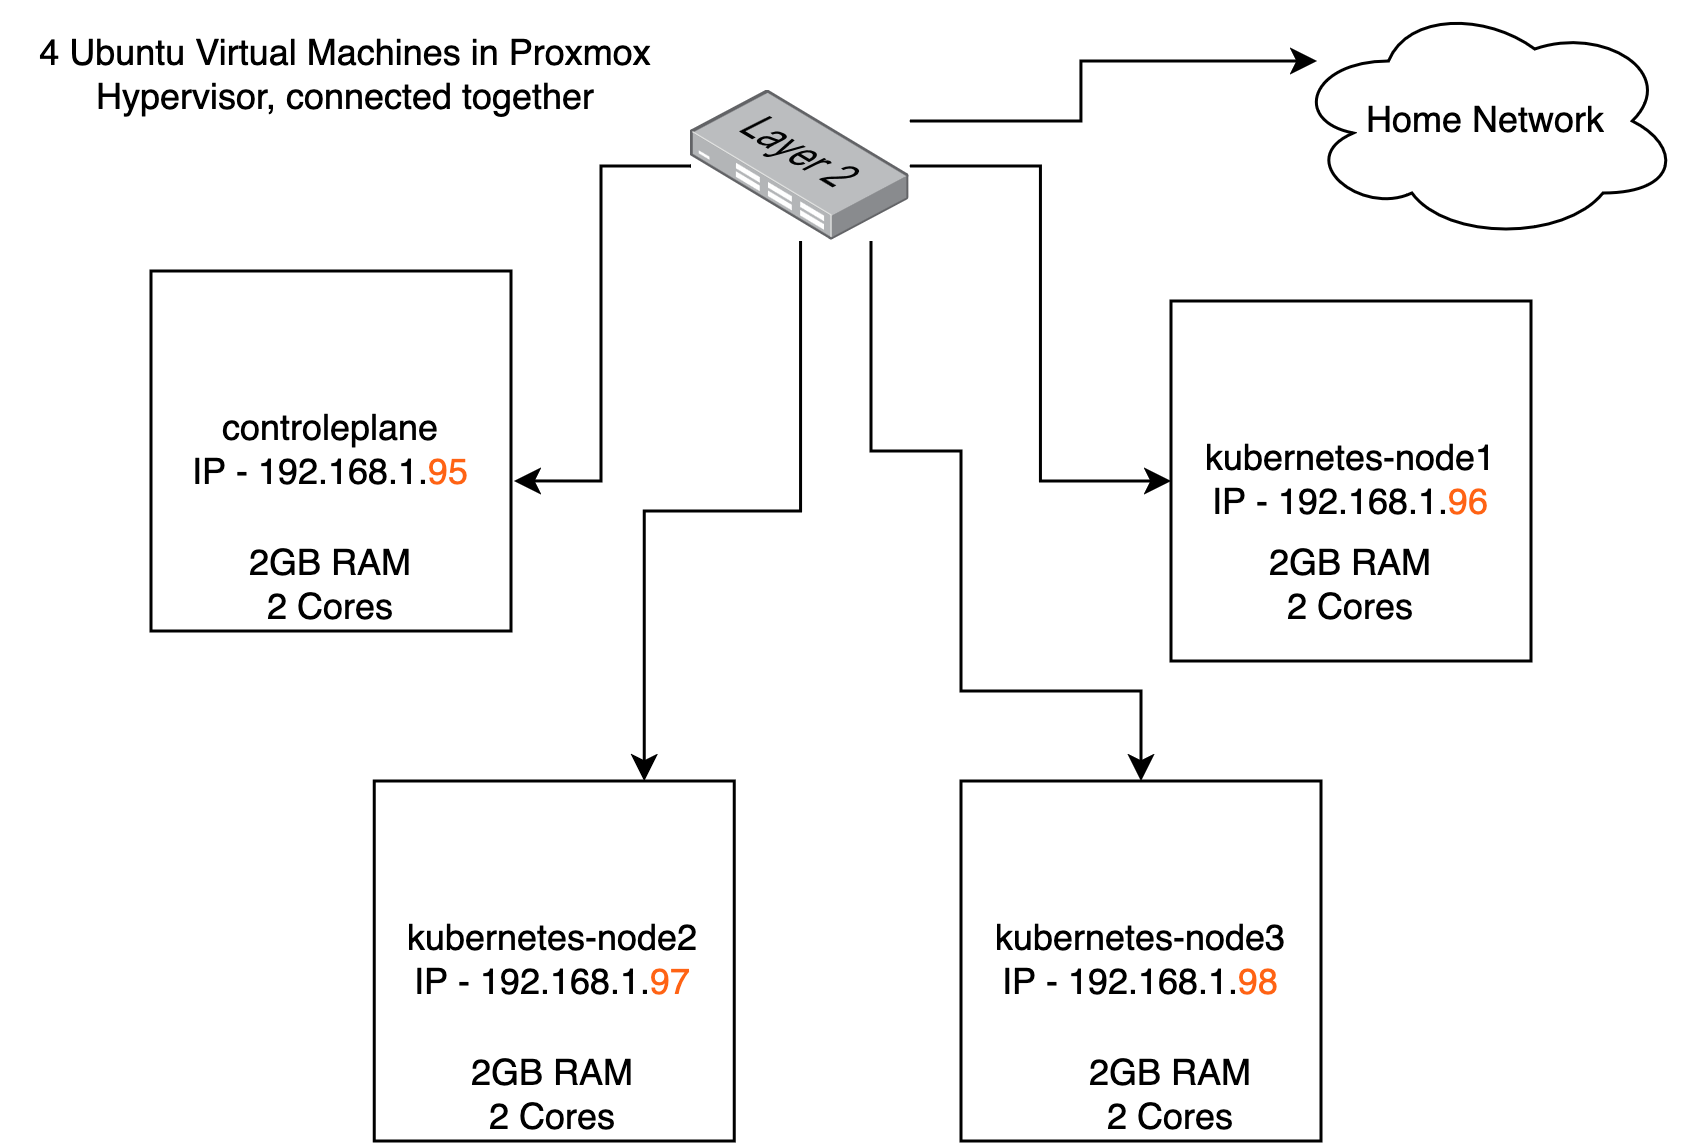 4 Ubuntu Virtual Machines in Proxmox
Hypervisor, connected together
Layer 2
Home Network
controleplane
IP - 192.168.1.95
2GB RAM
2 Cores
kubernetes-node1
IP - 192.168.1.96
2GB RAM
2 Cores
kubernetes-node2
IP - 192.168.1.97
2GB RAM
2 Cores
kubernetes-node3
IP - 192.168.1.98
2GB RAM
2 Cores